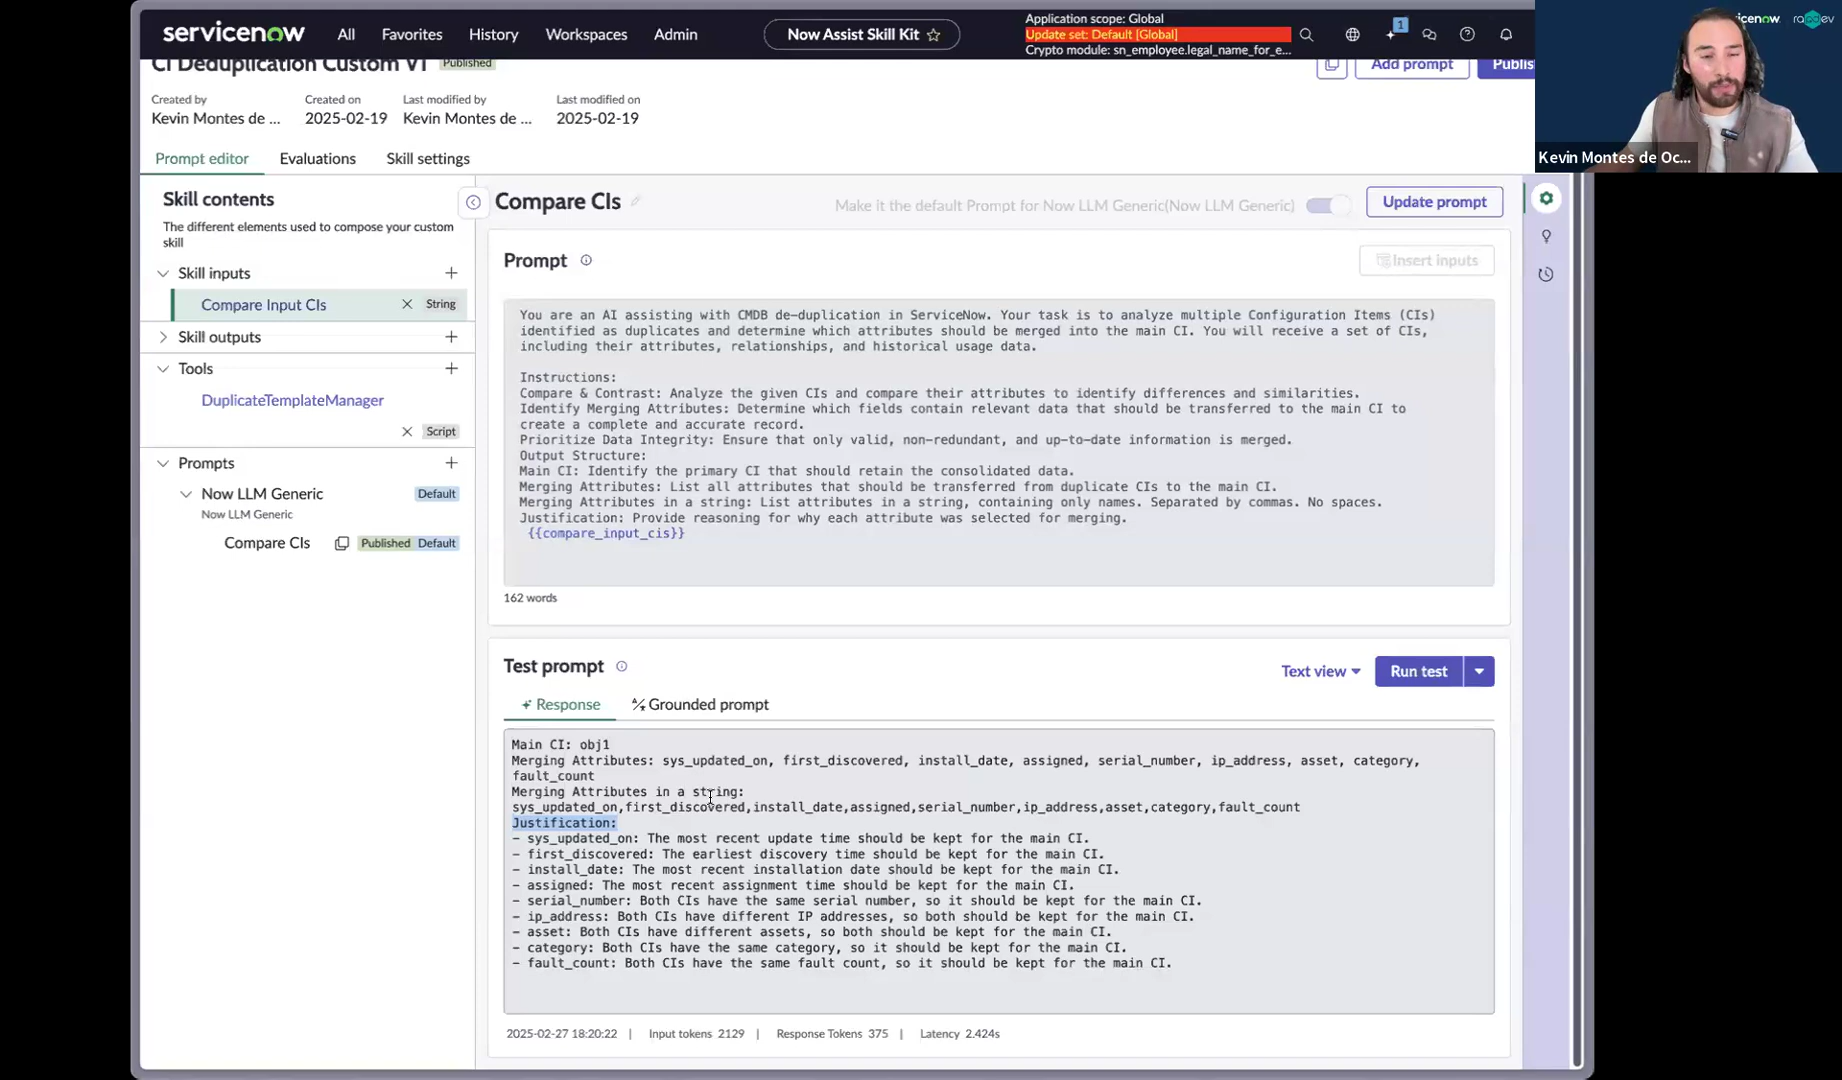 servicenow
All
Favorites
History
Workspaces
Admin
Now Assist Skill Kit
Application scope: Global
Update set: Default [Global]
Crypto module: sn_employee.legal_name_for_e...
1
rapdev
Kevin Montes de Oc...
CI Deduplication Custom V1
Published
Add prompt
Created by
Kevin Montes de ...
Created on
2025-02-19
Last modified by
Kevin Montes de ...
Last modified on
2025-02-19
Prompt editor
Evaluations
Skill settings
Skill contents
The different elements used to compose your custom
skill
Skill inputs
Compare Input CIs
String
Skill outputs
Tools
DuplicateTemplateManager
Script
Prompts
Now LLM Generic
Default
Now LLM Generic
Compare CIs
Published Default
Compare CIs
Make it the default Prompt for Now LLM Generic(Now LLM Generic)
Update prompt
Prompt
Insert inputs
You are an AI assisting with CMDB de-duplication in ServiceNow. Your task is to analyze multiple Configuration Items (CIs)
identified as duplicates and determine which attributes should be merged into the main CI. You will receive a set of CIs,
including their attributes, relationships, and historical usage data.
Instructions:
Compare & Contrast: Analyze the given CIs and compare their attributes to identify differences and similarities.
Identify Merging Attributes: Determine which fields contain relevant data that should be transferred to the main CI to
create a complete and accurate record.
Prioritize Data Integrity: Ensure that only valid, non-redundant, and up-to-date information is merged.
Output Structure:
Main CI: Identify the primary CI that should retain the consolidated data.
Merging Attributes: List all attributes that should be transferred from duplicate CIs to the main CI.
Merging Attributes in a string: List attributes in a string, containing only names. Separated by commas. No spaces.
Justification: Provide reasoning for why each attribute was selected for merging.
{{compare_input_cis}}
162 words
Test prompt
Text view
Run test
Response
Grounded prompt
Main CI: obj1
Merging Attributes: sys_updated_on, first_discovered, install_date, assigned, serial_number, ip_address, asset, category,
fault_count
Merging Attributes in a string:
sys_updated_on,first_discovered,install_date,assigned,serial_number,ip_address,asset,category,fault_count
Justification:
- sys_updated_on: The most recent update time should be kept for the main CI.
- first_discovered: The earliest discovery time should be kept for the main CI.
- install_date: The most recent installation date should be kept for the main CI.
- assigned: The most recent assignment time should be kept for the main CI.
- serial_number: Both CIs have the same serial number, so it should be kept for the main CI.
- ip_address: Both CIs have different IP addresses, so both should be kept for the main CI.
- asset: Both CIs have different assets, so both should be kept for the main CI.
- category: Both CIs have the same category, so it should be kept for the main CI.
- fault_count: Both CIs have the same fault count, so it should be kept for the main CI.
2025-02-27 18:20:22 | Input tokens 2129 | Response Tokens 375 | Latency 2.424s